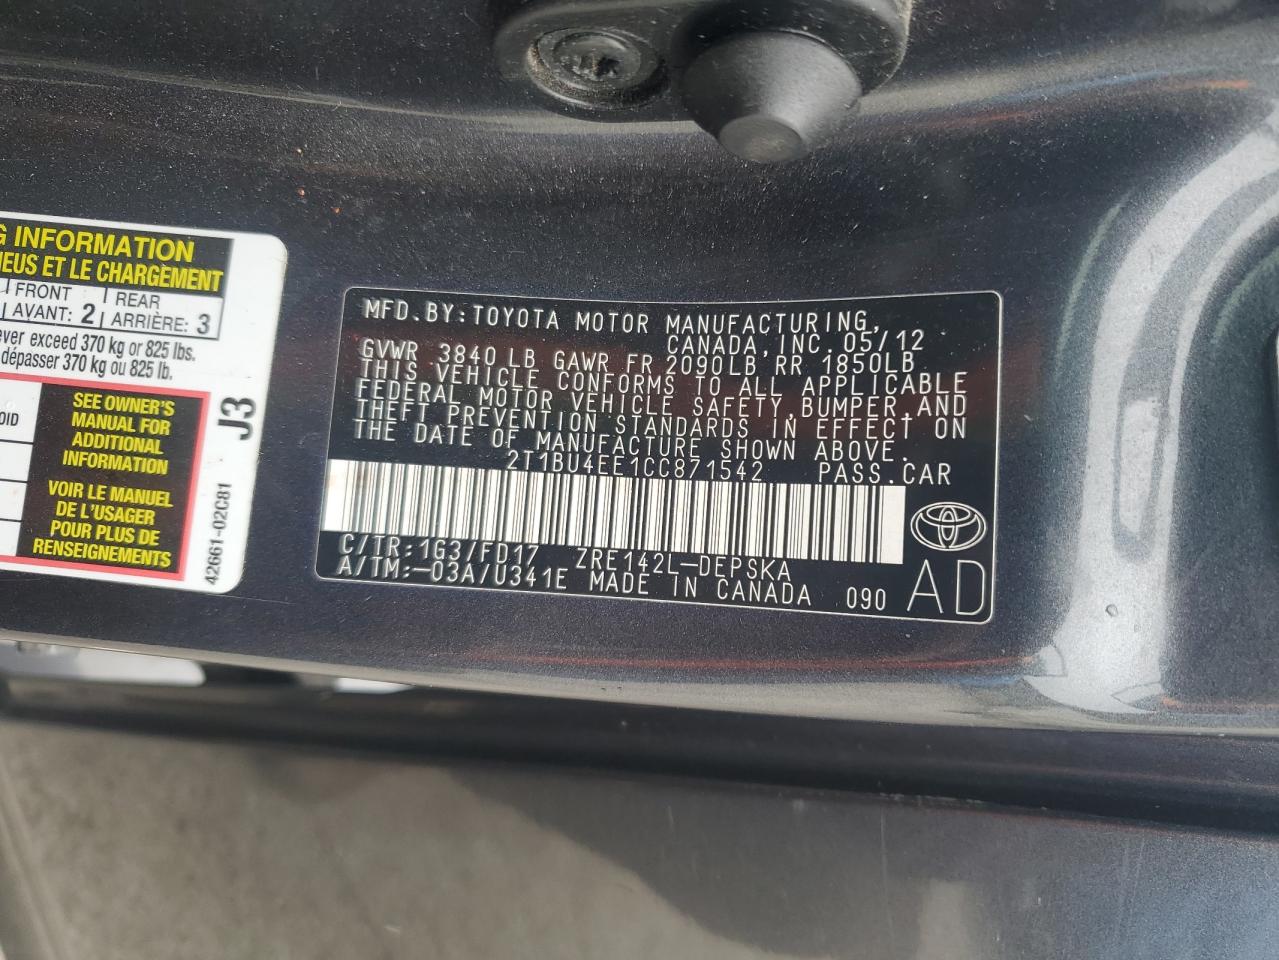 G INFORMATION
NEUS ET LE CHARGEMENT
FRONT REAR
AVANT: 2 ARRIÈRE: 3
ever exceed 370 kg or 825 lbs.
dépasser 370 kg ou 825 lb.
OID
SEE OWNER'S
MANUAL FOR
ADDITIONAL
INFORMATION
VOIR LE MANUEL
DE L'USAGER
POUR PLUS DE
RENSEIGNEMENTS
J3
42661-02C81
MFD.BY:TOYOTA MOTOR MANUFACTURING,
CANADA,INC.05/12
GVWR 3840LB GAWR FR 2090LB RR 1850LB
THIS VEHICLE CONFORMS TO ALL APPLICABLE
FEDERAL MOTOR VEHICLE SAFETY,BUMPER,AND
THEFT PREVENTION STANDARDS IN EFFECT ON
THE DATE OF MANUFACTURE SHOWN ABOVE.
2T1BU4EE1CC871542 PASS.CAR
C/TR:1G3/FD17 ZRE142L-DEPSKA
A/TM:-03A/U341E MADE IN CANADA 090
AD